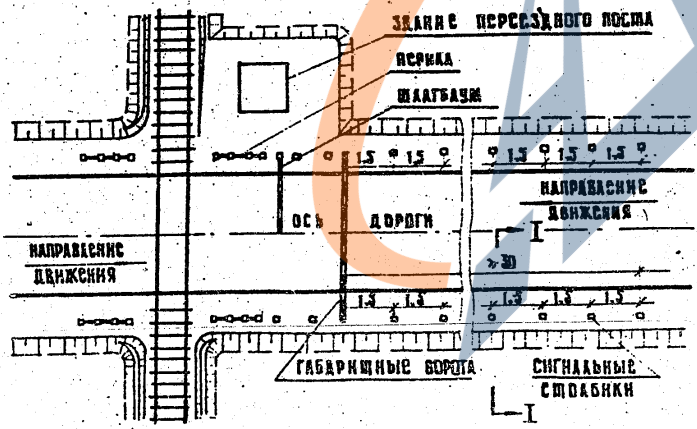 ЗДАНИЕ ПЕРЕЕЗДНОГО ПОСТА
ПЕРИЛА
ШЛАГБАУМ
1.5 1.5 1.5 1.5 1.5
НАПРАВЛЕНИЕ
ДВИЖЕНИЯ
ОСЬ ДОРОГИ
I
НАПРАВЛЕНИЕ
ДВИЖЕНИЯ
≥30
1.5 1.5 1.5 1.5 1.5
ГАБАРИТНЫЕ ВОРОТА
СИГНАЛЬНЫЕ
СТОЛБИКИ
I